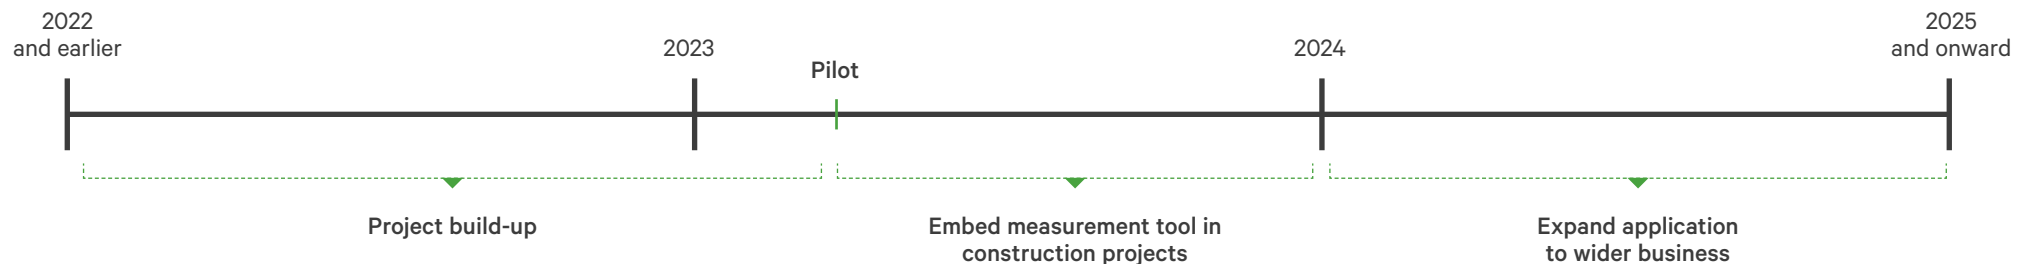 2022
and earlier
2023
Pilot
2024
2025
and onward
Project build-up
Embed measurement tool in
construction projects
Expand application
to wider business